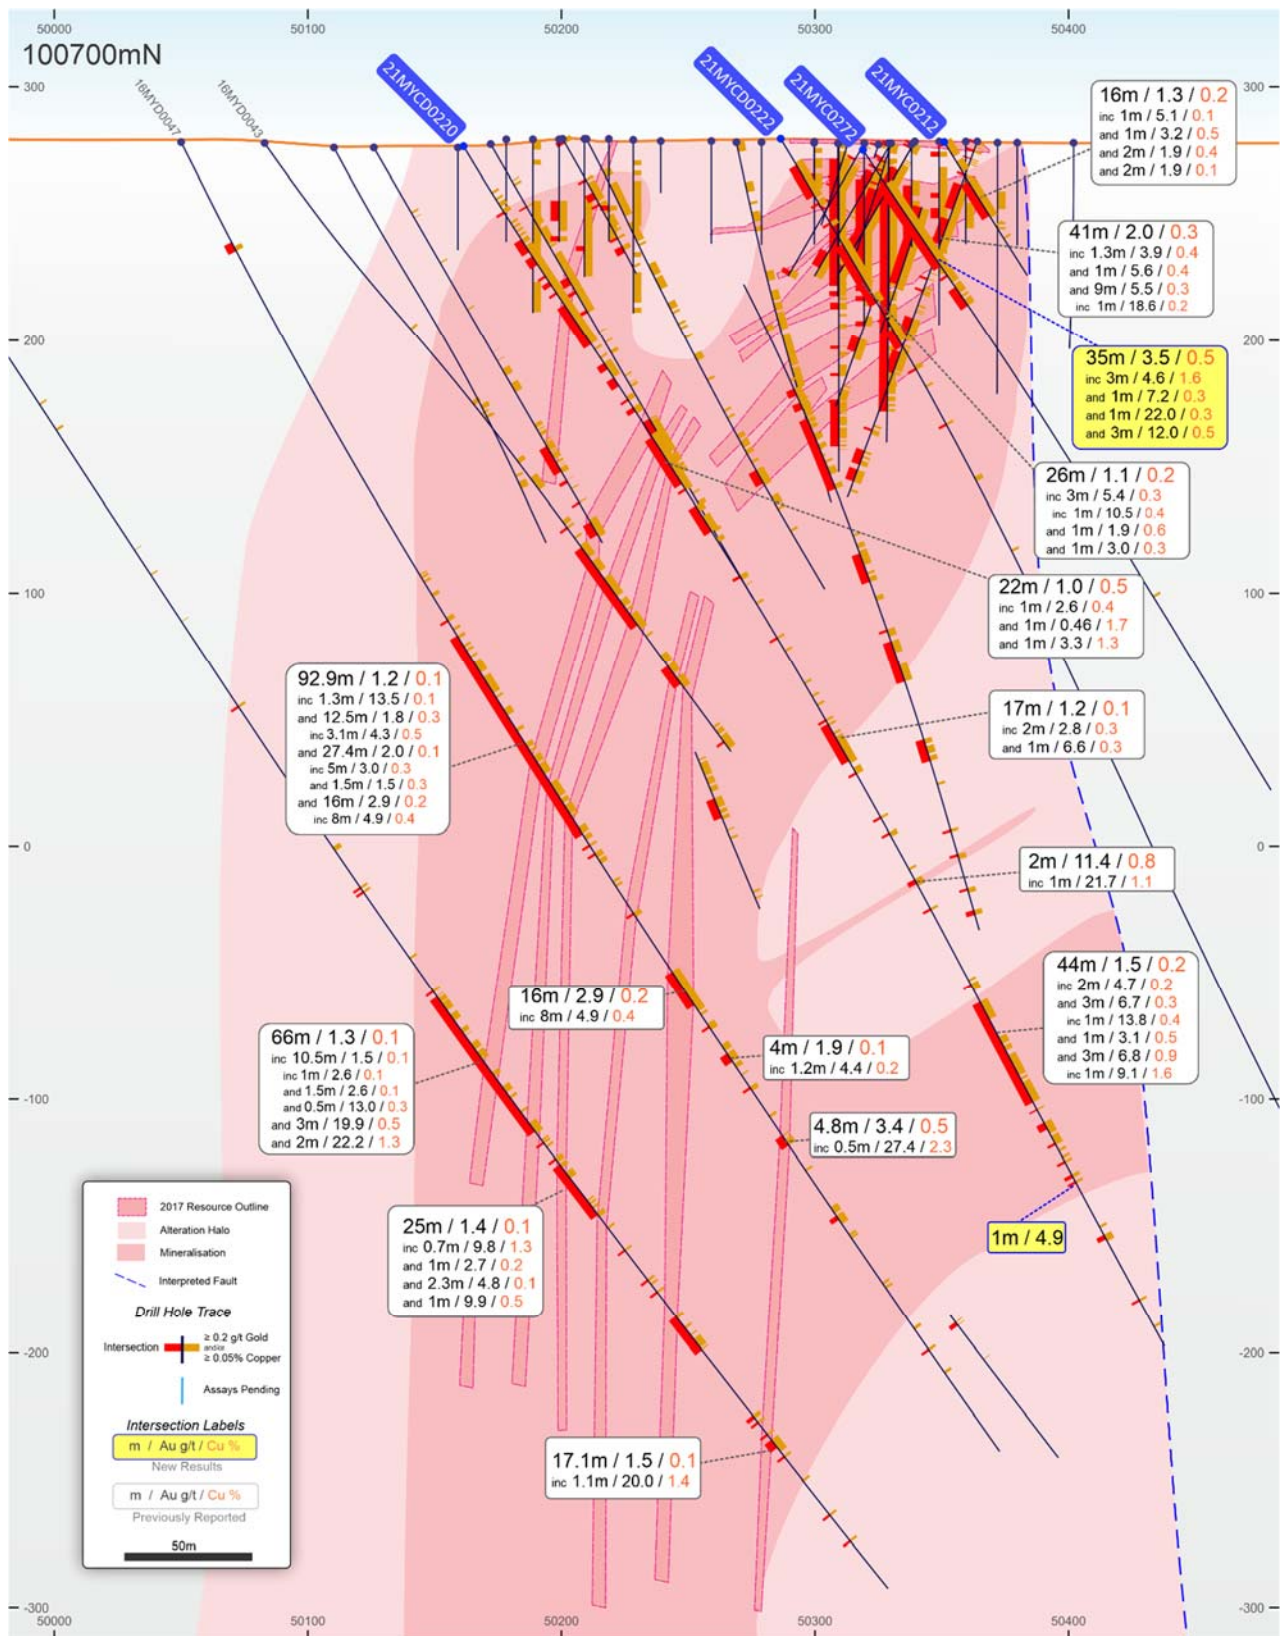 50000
50100
50200
50300
50400
100700mN
16MYD0047
16MYD0043
21MYCD0220
21MYCD0222
21MYC0272
21MYC0212
300
300
200
200
100
100
0
0
-100
-100
-200
-200
-300
-300
16m / 1.3 / 0.2
inc 1m / 5.1 / 0.1
and 1m / 3.2 / 0.5
and 2m / 1.9 / 0.4
and 2m / 1.9 / 0.1
41m / 2.0 / 0.3
inc 1.3m / 3.9 / 0.4
and 1m / 5.6 / 0.4
and 9m / 5.5 / 0.3
inc 1m / 18.6 / 0.2
35m / 3.5 / 0.5
inc 3m / 4.6 / 1.6
and 1m / 7.2 / 0.3
and 1m / 22.0 / 0.3
and 3m / 12.0 / 0.5
26m / 1.1 / 0.2
inc 3m / 5.4 / 0.3
inc 1m / 10.5 / 0.4
and 1m / 1.9 / 0.6
and 1m / 3.0 / 0.3
22m / 1.0 / 0.5
inc 1m / 2.6 / 0.4
and 1m / 0.46 / 1.7
and 1m / 3.3 / 1.3
92.9m / 1.2 / 0.1
inc 1.3m / 13.5 / 0.1
and 12.5m / 1.8 / 0.3
inc 3.1m / 4.3 / 0.5
and 27.4m / 2.0 / 0.1
inc 5m / 3.0 / 0.3
and 1.5m / 1.5 / 0.3
and 16m / 2.9 / 0.2
inc 8m / 4.9 / 0.4
17m / 1.2 / 0.1
inc 2m / 2.8 / 0.3
and 1m / 6.6 / 0.3
2m / 11.4 / 0.8
inc 1m / 21.7 / 1.1
44m / 1.5 / 0.2
inc 2m / 4.7 / 0.2
and 3m / 6.7 / 0.3
inc 1m / 13.8 / 0.4
and 1m / 3.1 / 0.5
and 3m / 6.8 / 0.9
inc 1m / 9.1 / 1.6
16m / 2.9 / 0.2
inc 8m / 4.9 / 0.4
66m / 1.3 / 0.1
inc 10.5m / 1.5 / 0.1
inc 1m / 2.6 / 0.1
and 1.5m / 2.6 / 0.1
and 0.5m / 13.0 / 0.3
and 3m / 19.9 / 0.5
and 2m / 22.2 / 1.3
4m / 1.9 / 0.1
inc 1.2m / 4.4 / 0.2
4.8m / 3.4 / 0.5
inc 0.5m / 27.4 / 2.3
1m / 4.9
25m / 1.4 / 0.1
inc 0.7m / 9.8 / 1.3
and 1m / 2.7 / 0.2
and 2.3m / 4.8 / 0.1
and 1m / 9.9 / 0.5
17.1m / 1.5 / 0.1
inc 1.1m / 20.0 / 1.4
2017 Resource Outline
Alteration Halo
Mineralisation
Interpreted Fault
Drill Hole Trace
Intersection
≥ 0.2 g/t Gold
and/or
≥ 0.05% Copper
Assays Pending
Intersection Labels
m / Au g/t / Cu %
New Results
m / Au g/t / Cu %
Previously Reported
50m
50000
50100
50200
50300
50400